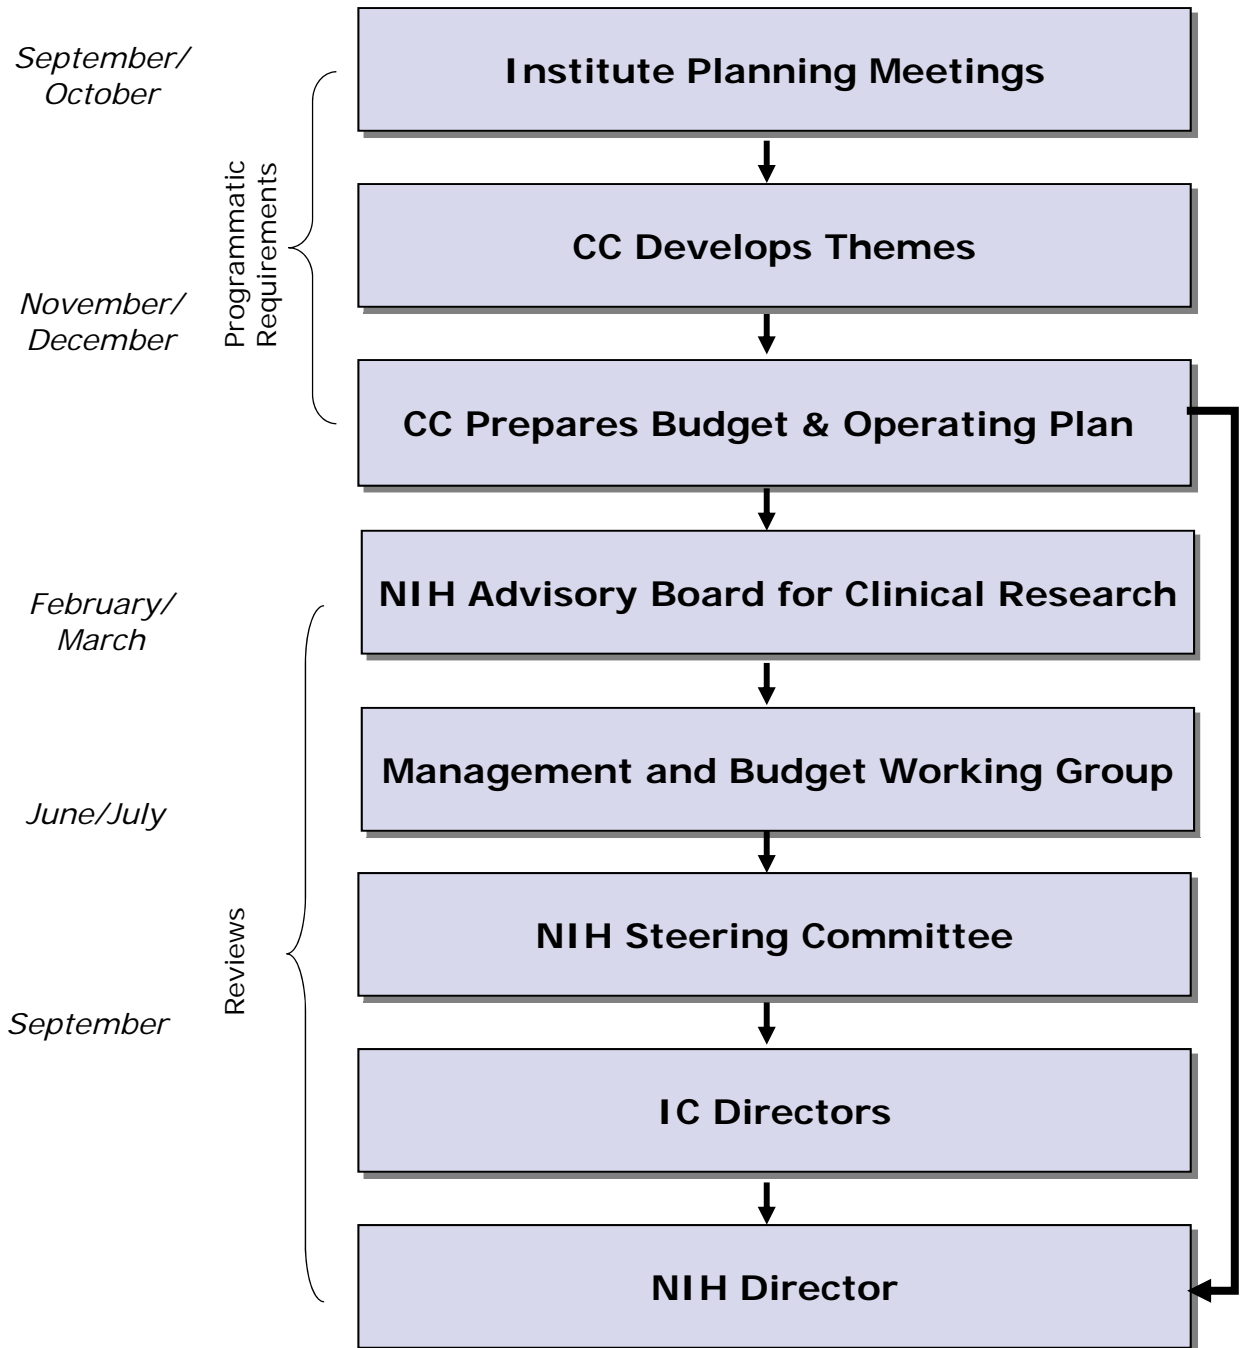 September/
October
Institute Planning Meetings
Programmatic
Requirements
CC Develops Themes
November/
December
CC Prepares Budget & Operating Plan
February/
March
NIH Advisory Board for Clinical Research
Management and Budget Working Group
June/July
NIH Steering Committee
Reviews
September
IC Directors
NIH Director